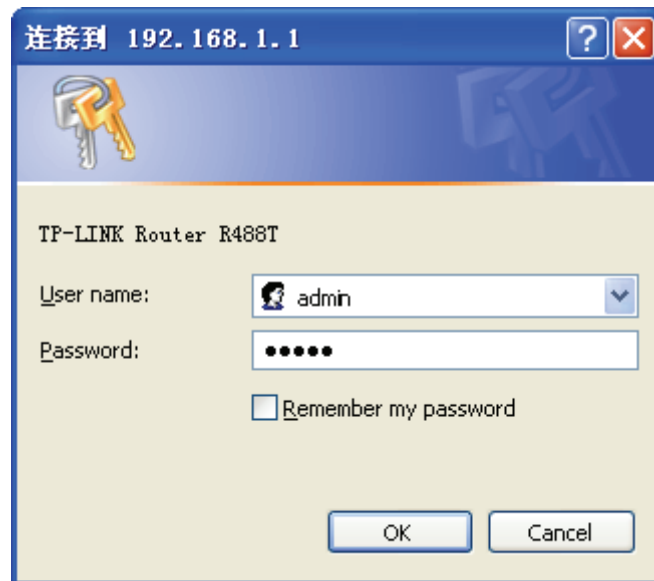 连接到 192.168.1.1
TP-LINK Router R488T
User name:
admin
Password:
•••••
Remember my password
OK
Cancel